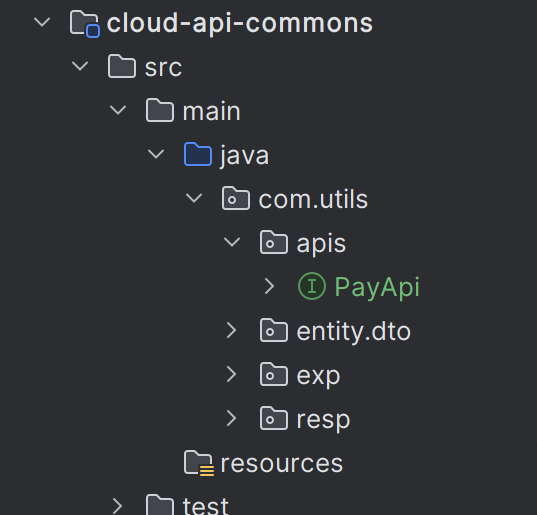 cloud-api-commons
src
main
java
com.utils
apis
I PayApi
entity.dto
exp
resp
resources
test